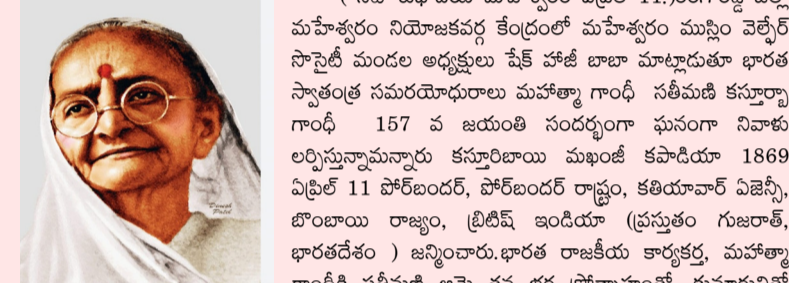 మహేశ్వరం నియోజకవర్గ కేంద్రంలో మహేశ్వరం ముస్లిం వెల్ఫేర్
సొసైటీ మండల అధ్యక్షులు షేక్ హాజీ బాబా మాట్లాడుతూ భారత
స్వాతంత్ర సమరయోధురాలు మహాత్మా గాంధీ సతీమణి కస్తూర్బా
గాంధీ 157 వ జయంతి సందర్భంగా ఘనంగా నివాళు
లర్పిస్తున్నామన్నారు కస్తూరిబాయి మఖంజీ కపాడియా 1869
ఏప్రిల్ 11 పోర్‌బందర్, పోర్‌బందర్ రాష్ట్రం, కతియావార్ ఏజెన్సీ,
బొంబాయి రాజ్యం, బ్రిటిష్ ఇండియా (ప్రస్తుతం గుజరాత్,
భారతదేశం ) జన్మించారు.భారత రాజకీయ కార్యకర్త, మహాత్మా